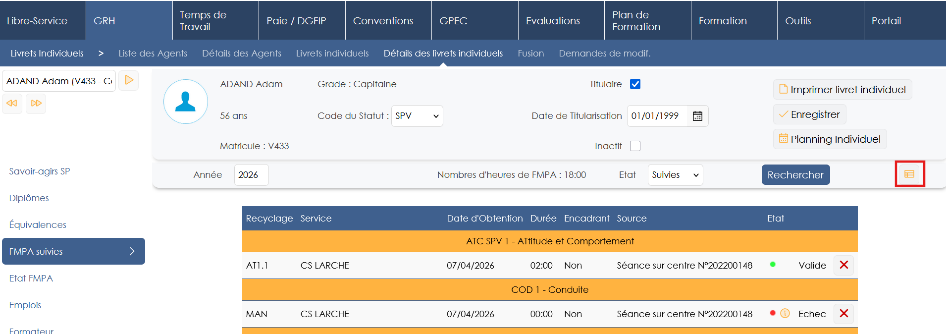 Libre-Service GRH Temps de Travail Paie / DGFIP Conventions GPEC Evaluations Plan de Formation Formation Outils Portail
Livrets Individuels > Liste des Agents Détails des Agents Livrets individuels Détails des livrets individuels Fusion Demandes de modif.
ADAND Adam (V433 - C
ADAND Adam Grade : Capitaine Titulaire
Imprimer livret individuel
56 ans Code du Statut : SPV Date de Titularisation 01/01/1999
Enregistrer
Planning Individuel
Matricule : V433 Inactif
Année 2026 Nombres d'heures de FMPA : 18:00 Etat Suivies Rechercher
Savoir-agirs SP
Diplômes
Équivalences
FMPA suivies >
Etat FMPA
Emplois
Formateur
Recyclage Service Date d'Obtention Durée Encadrant Source Etat
ATC SPV 1 - ATtitude et Comportement
AT1.1 CS LARCHE 07/04/2026 02:00 Non Séance sur centre N°202200148 Valide
COD 1 - Conduite
MAN CS LARCHE 07/04/2026 00:00 Non Séance sur centre N°202200148 Echec